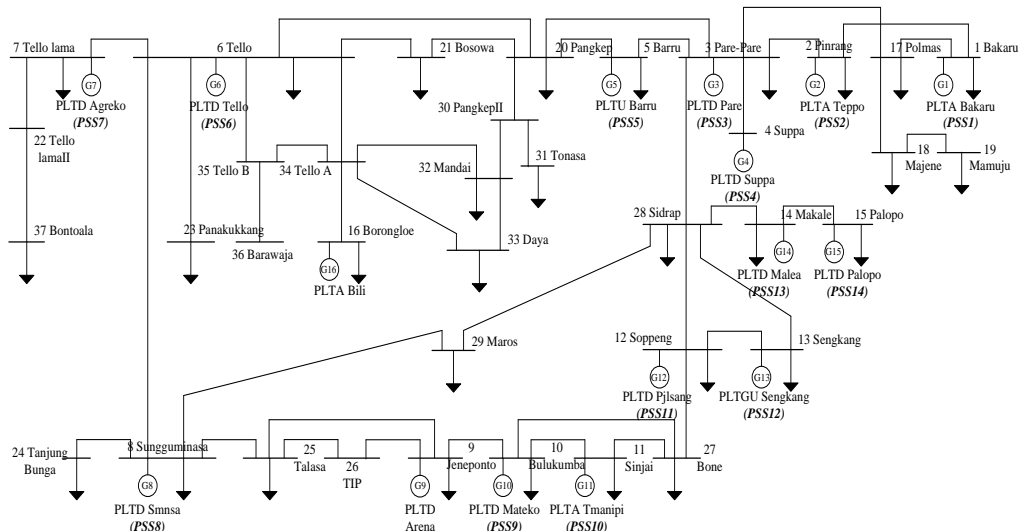 7 Tello lama
6 Tello
21 Bosowa
20 Pangkep
5 Barru
3 Pare-Pare
2 Pinrang
17 Polmas
1 Bakaru
G7
PLTD Agreko
(PSS7)
G6
PLTD Tello
(PSS6)
G5
PLTU Barru
(PSS5)
G3
PLTD Pare
(PSS3)
G2
PLTA Teppo
(PSS2)
G1
PLTA Bakaru
(PSS1)
30 PangkepII
22 Tello
lamaII
4 Suppa
G4
PLTD Suppa
(PSS4)
18
Majene
19
Mamuju
35 Tello B
34 Tello A
32 Mandai
31 Tonasa
37 Bontoala
23 Panakukkang
36 Barawaja
16 Borongloe
G16
PLTA Bili
33 Daya
28 Sidrap
14 Makale
15 Palopo
G14
PLTD Malea
(PSS13)
G15
PLTD Palopo
(PSS14)
29 Maros
12 Soppeng
13 Sengkang
G12
PLTD Pjlsang
(PSS11)
G13
PLTGU Sengkang
(PSS12)
24 Tanjung
Bunga
8 Sungguminasa
G8
PLTD Smnsa
(PSS8)
25
Talasa
26
TIP
G9
PLTD
Arena
9
Jeneponto
G10
PLTD Mateko
(PSS9)
10
Bulukumba
G11
PLTA Tmanipi
(PSS10)
11
Sinjai
27
Bone